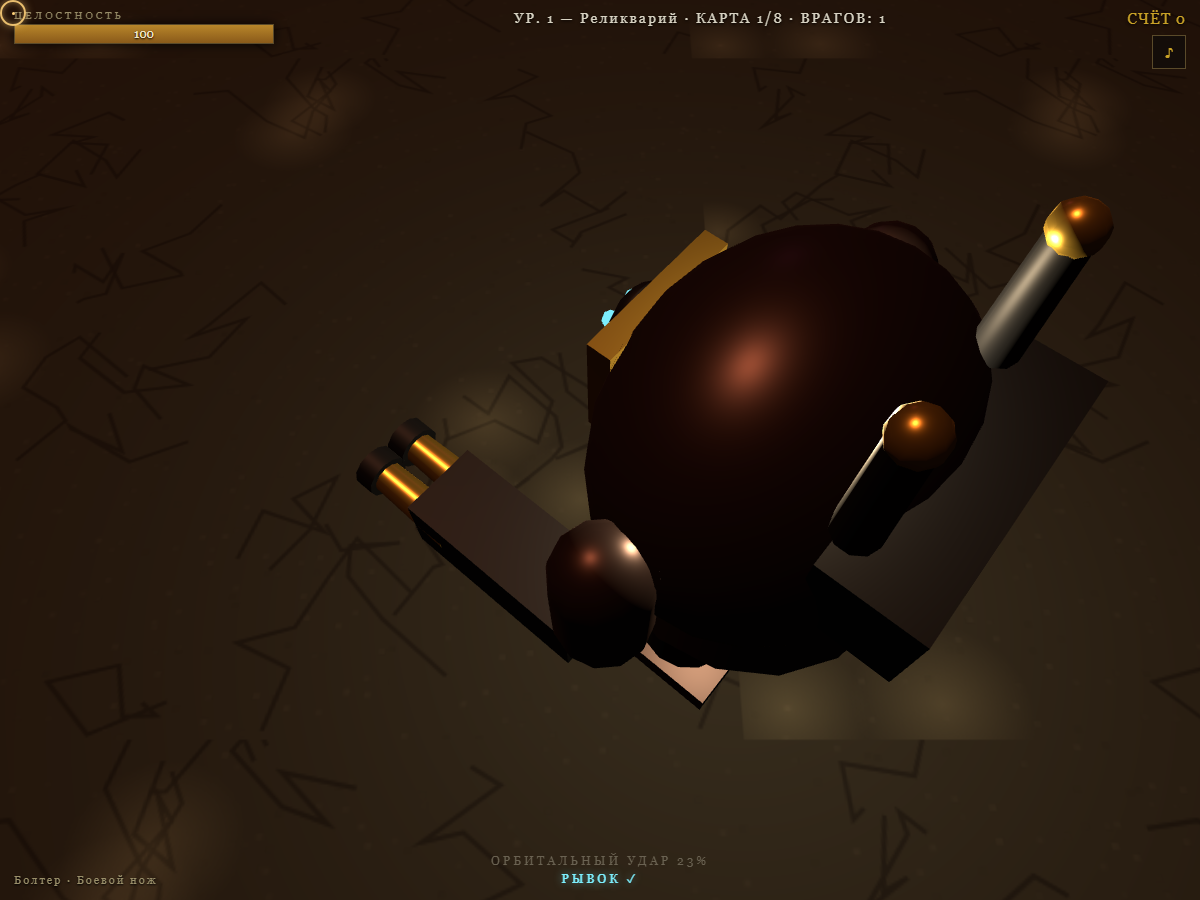 ЦЕЛОСТНОСТЬ
100
УР. 1 — Реликварий · КАРТА 1/8 · ВРАГОВ: 1
СЧЁТ 0
♪
ОРБИТАЛЬНЫЙ УДАР 23%
РЫВОК ✓
Болтер · Боевой нож